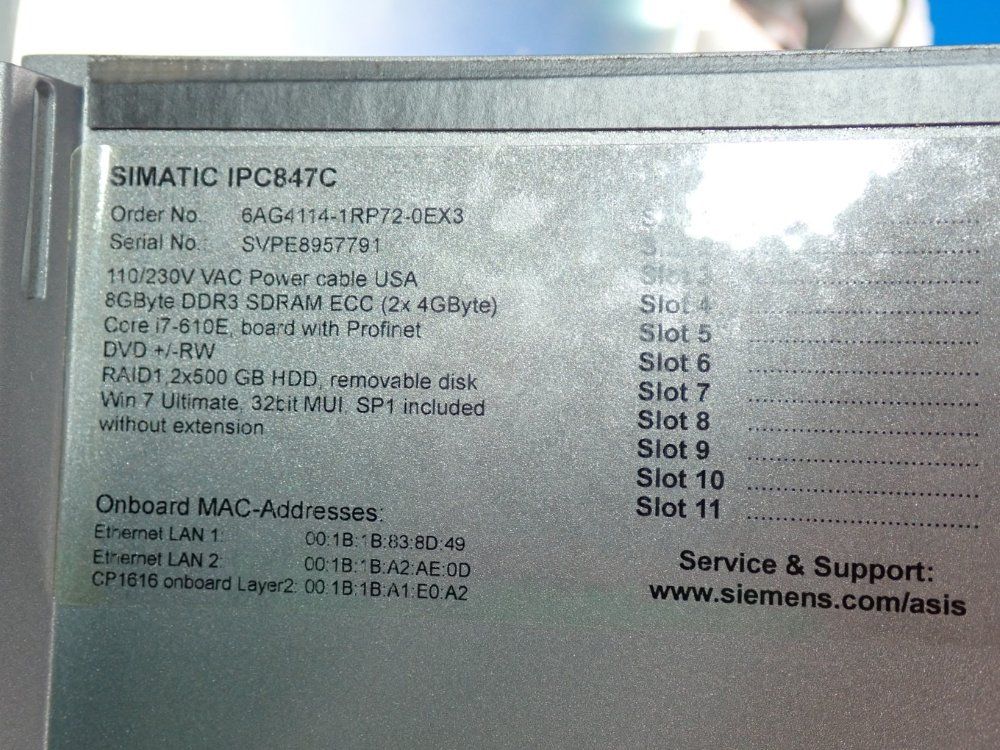 SIMATIC IPC847C
Order No. 6AG4114-1RP72-0EX3
Serial No.: SVPE8957791
110/230V VAC Power cable USA
8GByte DDR3 SDRAM ECC (2x 4GByte)
Core i7-610E, board with Profinet
DVD +/-RW
RAID1,2x500 GB HDD, removable disk
Win 7 Ultimate, 32bit MUI, SP1 included
without extension
Onboard MAC-Addresses:
Ethernet LAN 1: 00:1B:1B:83:8D:49
Ethernet LAN 2: 00:1B:1B:A2:AE:0D
CP1616 onboard Layer2: 00:1B:1B:A1:E0:A2
Slot 3
Slot 4
Slot 5
Slot 6
Slot 7
Slot 8
Slot 9
Slot 10
Slot 11
Service & Support:
www.siemens.com/asis